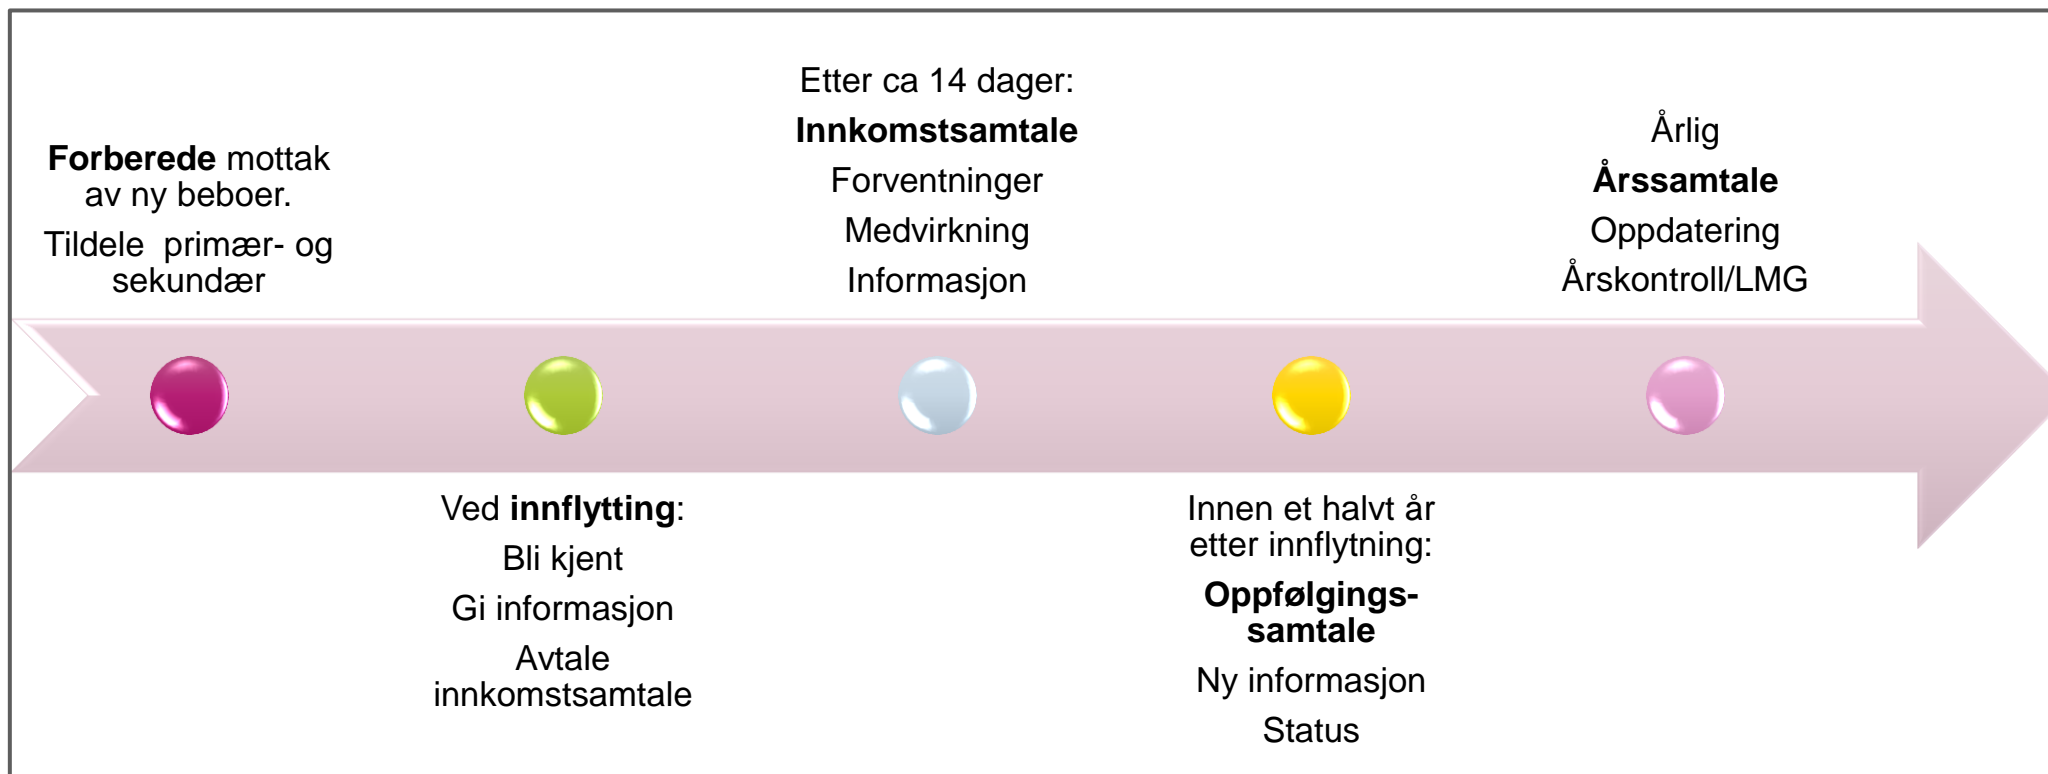 Forberede mottak
av ny beboer.
Tildele primær- og
sekundær
Ved innflytting:
Bli kjent
Gi informasjon
Avtale
innkomstsamtale
Etter ca 14 dager:
Innkomstsamtale
Forventninger
Medvirkning
Informasjon
Innen et halvt år
etter innflytning:
Oppfølgings-
samtale
Ny informasjon
Status
Årlig
Årssamtale
Oppdatering
Årskontroll/LMG